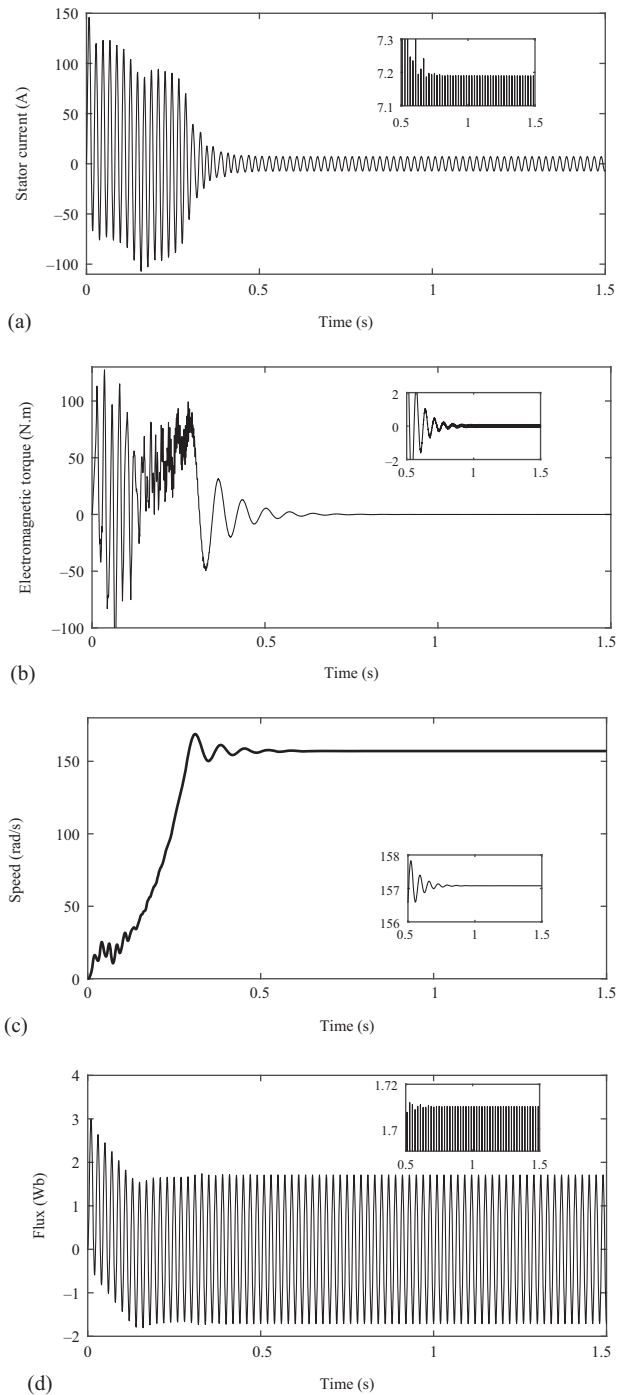 150
100
50
0
−50
−100
Stator current (A)
7.3
7.2
7.1
0.5 1 1.5
0 0.5 1 1.5
Time (s)
(a)
100
50
0
−50
−100
Electromagnetic torque (N.m)
2
0
−2
0.5 1 1.5
0 0.5 1 1.5
Time (s)
(b)
150
100
50
0
Speed (rad/s)
158
157
156
0.5 1 1.5
0 0.5 1 1.5
Time (s)
(c)
4
3
2
1
0
−1
−2
Flux (Wb)
1.72
1.7
0.5 1 1.5
0 0.5 1 1.5
Time (s)
(d)